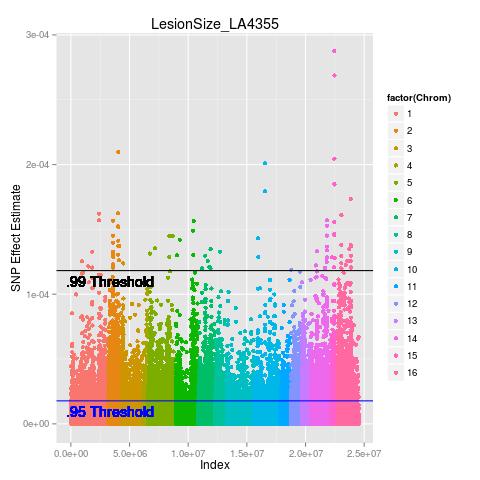 LesionSize_LA4355
3e-04
2e-04
1e-04
0e+00
SNP Effect Estimate
.99 Threshold
.95 Threshold
0.0e+00 5.0e+06 1.0e+07 1.5e+07 2.0e+07 2.5e+07
Index
factor(Chrom)
1
2
3
4
5
6
7
8
9
10
11
12
13
14
15
16